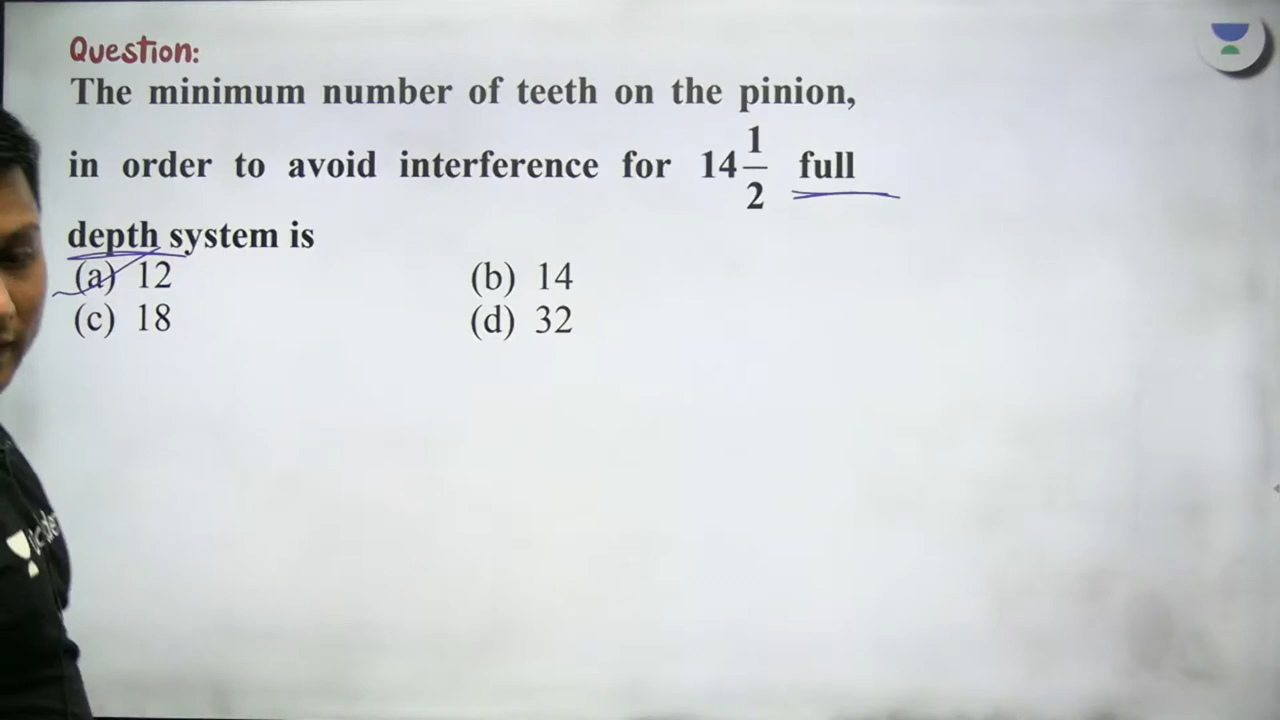 Question:
The minimum number of teeth on the pinion,
in order to avoid interference for 14 1/2 full
depth system is
(a) 12 (b) 14
(c) 18 (d) 32